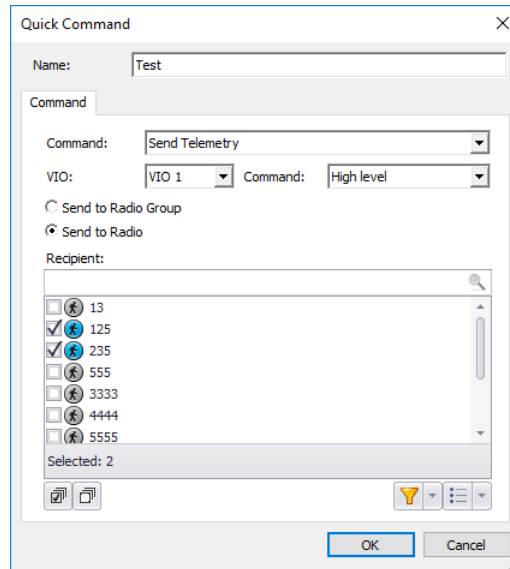 Quick Command
Name: Test
Command
Command: Send Telemetry
VIO: VIO 1 Command: High level
Send to Radio Group
Send to Radio
Recipient:
13
125
235
555
3333
4444
5555
Selected: 2
OK Cancel